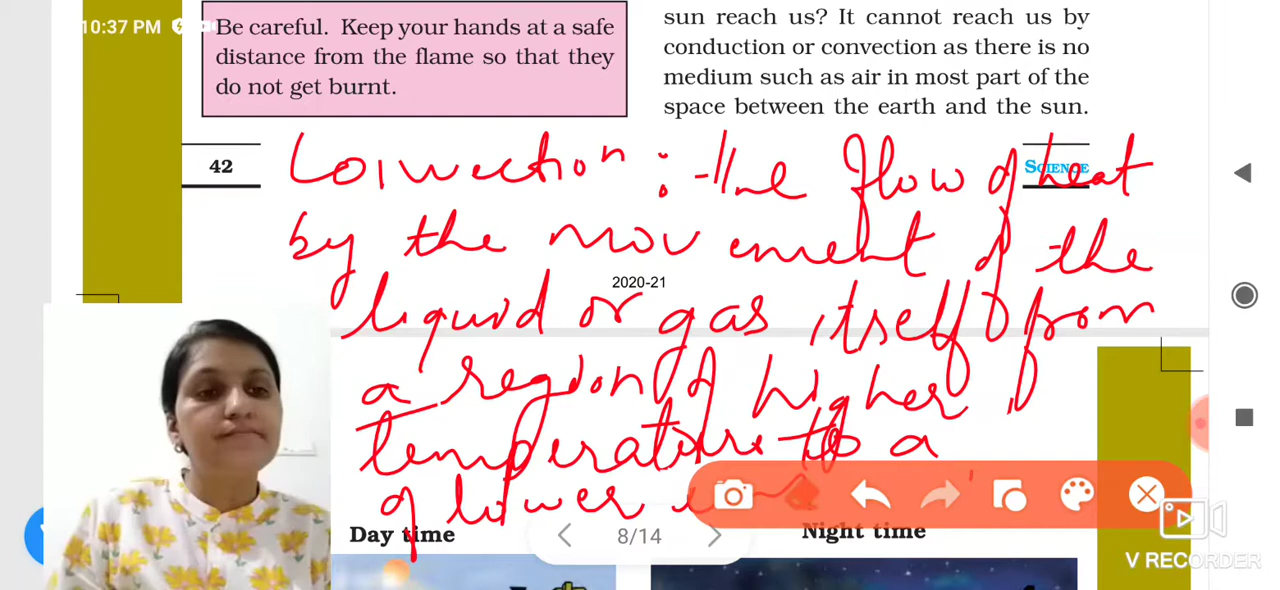 10:37 PM
Be careful. Keep your hands at a safe
distance from the flame so that they
do not get burnt.
sun reach us? It cannot reach us by
conduction or convection as there is no
medium such as air in most part of the
space between the earth and the sun.
42
SCIENCE
Convection : The flow of heat
by the movement of the
2020-21
liquid or gas itself from
a region of higher
temperature to a
of lower
Day time
8/14
Night time
V RECORDER